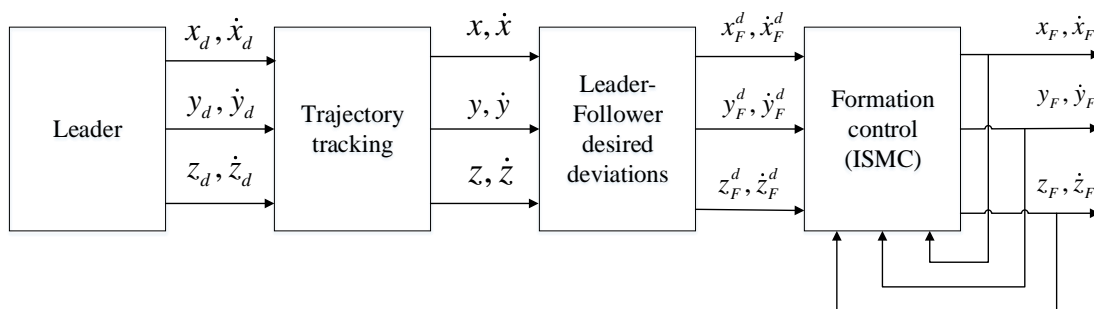 Leader
x_d, ẋ_d
y_d, ẏ_d
z_d, ż_d
Trajectory
tracking
x, ẋ
y, ẏ
z, ż
Leader-
Follower
desired
deviations
x_F^d, ẋ_F^d
y_F^d, ẏ_F^d
z_F^d, ż_F^d
Formation
control
(ISMC)
x_F, ẋ_F
y_F, ẏ_F
z_F, ż_F